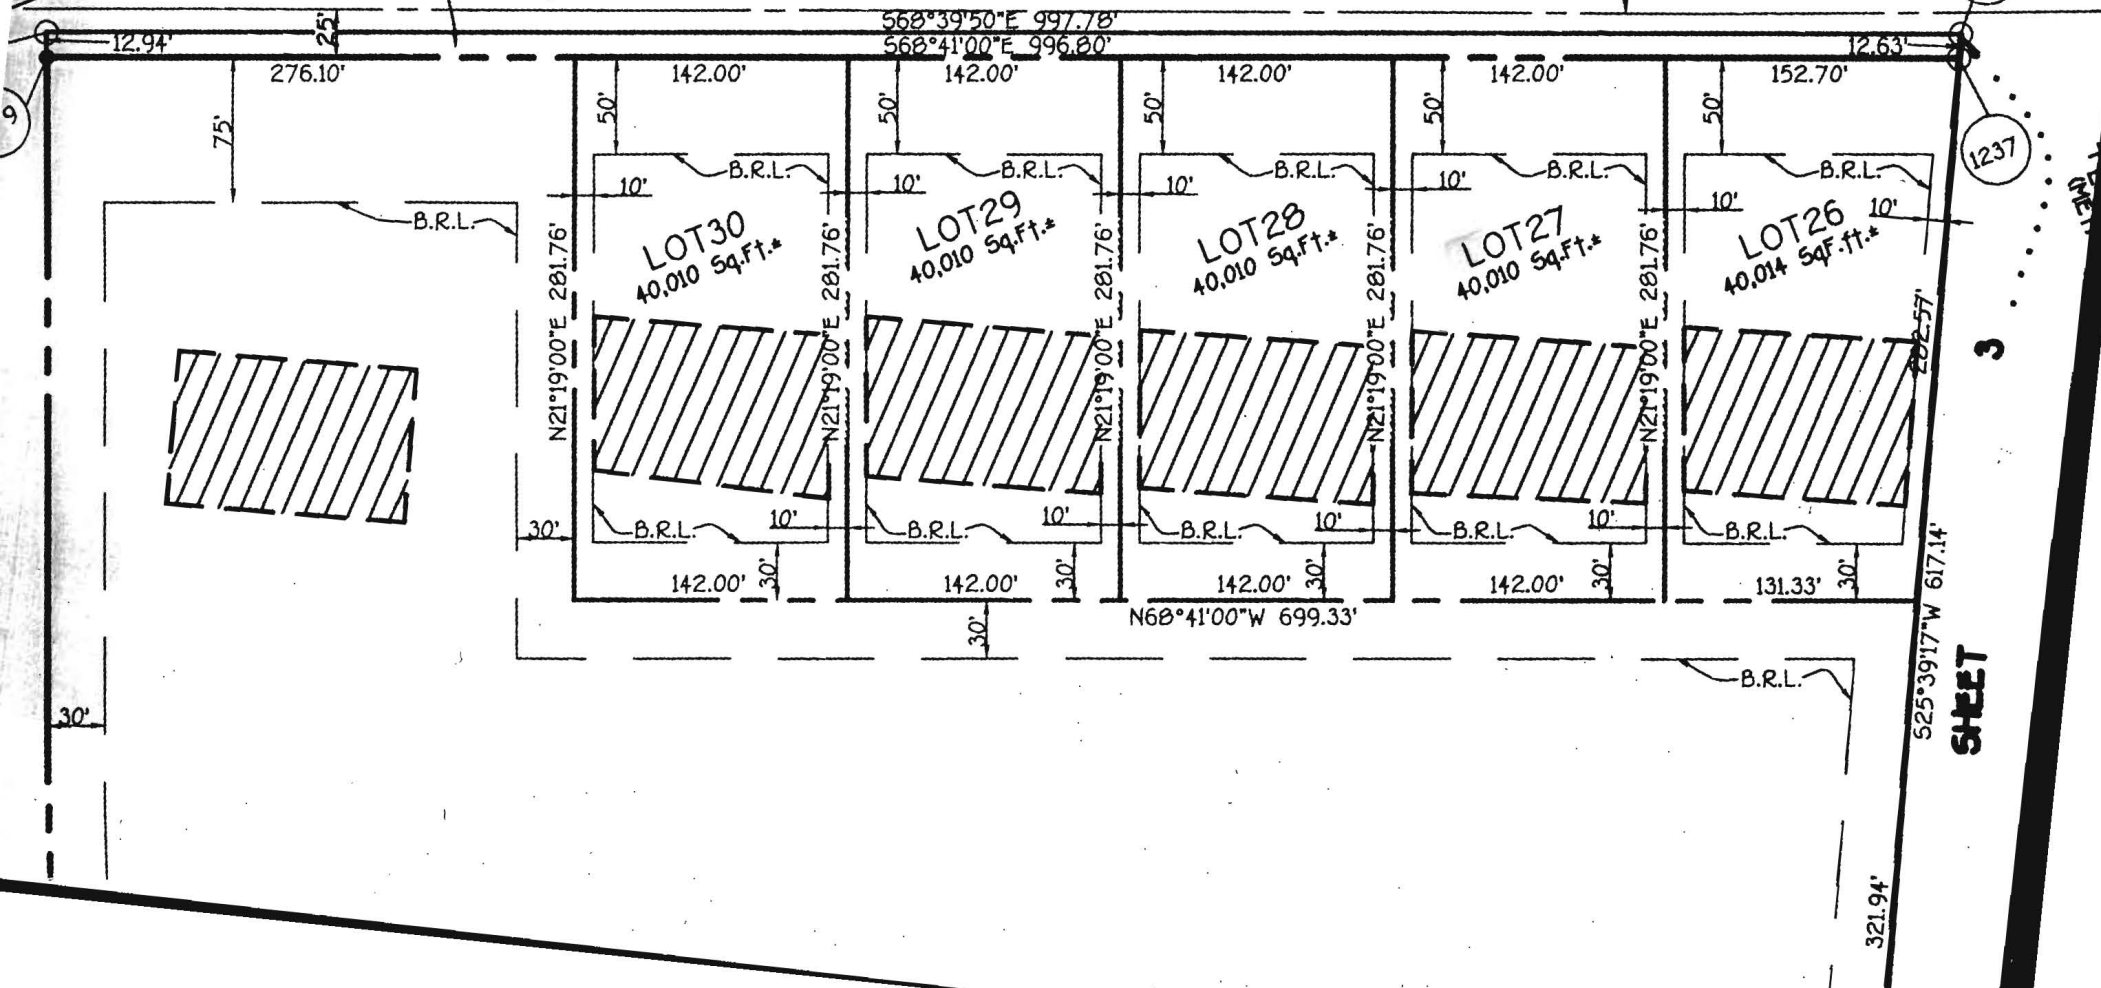 S68°39'50"E 997.78'
25'
12.94'
S68°41'00"E 996.80'
12.63'
276.10'
142.00'
142.00'
142.00'
142.00'
152.70'
9
75'
50'
50'
50'
50'
50'
1237
B.R.L.
B.R.L.
B.R.L.
B.R.L.
B.R.L.
10'
10'
10'
10'
10'
10'
B.R.L.
LOT30
40,010 Sq.Ft.±
LOT29
40,010 Sq.Ft.±
LOT28
40,010 Sq.Ft.±
LOT27
40,010 Sq.Ft.±
LOT26
40,014 SqF.ft.±
N21°19'00"E 281.76'
N21°19'00"E 281.76'
N21°19'00"E 281.76'
N21°19'00"E 281.76'
N21°19'00"E 281.76'
282.57'
30'
B.R.L.
10'
B.R.L.
10'
B.R.L.
10'
B.R.L.
10'
B.R.L.
30'
30'
30'
30'
30'
142.00'
142.00'
142.00'
142.00'
131.33'
N68°41'00"W 699.33'
30'
B.R.L.
30'
S25°39'17"W 617.14'
SHEET 3
321.94'